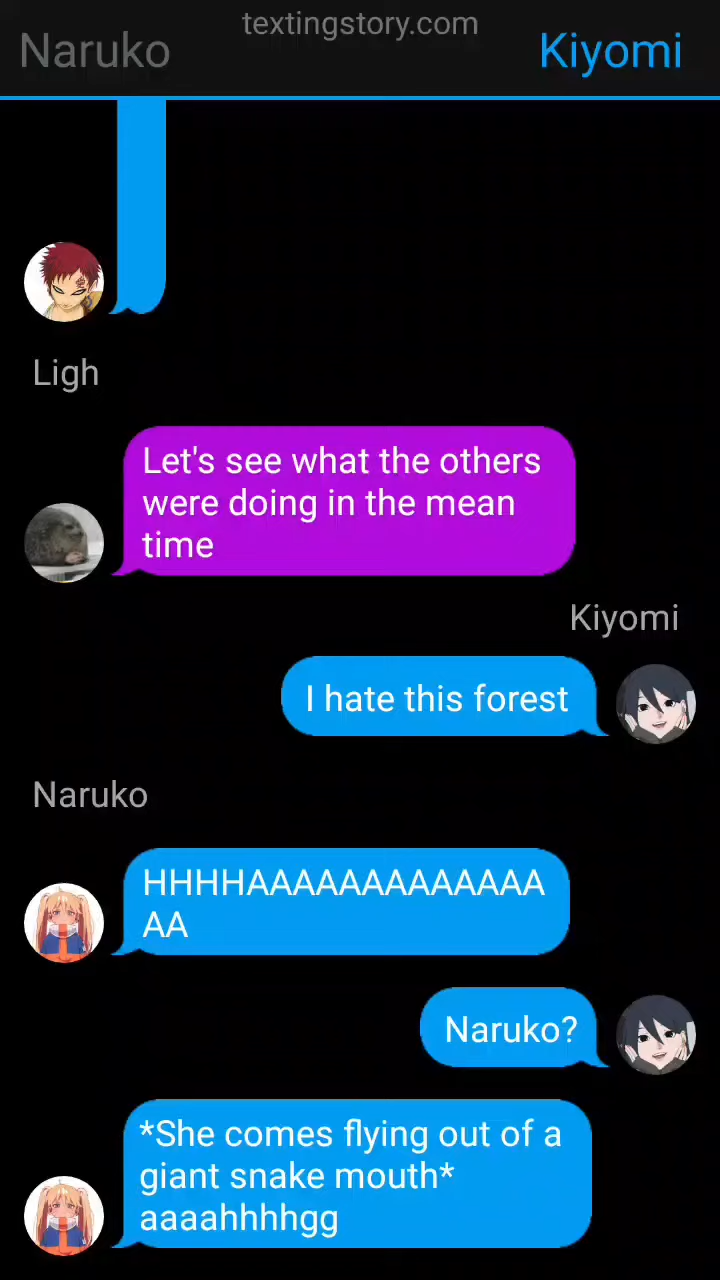 textingstory.com
Naruko
Kiyomi
Ligh
Let's see what the others
were doing in the mean
time
Kiyomi
I hate this forest
Naruko
HHHHAAAAAAAAAAAAA
AA
Naruko?
*She comes flying out of a
giant snake mouth*
aaaahhhhgg